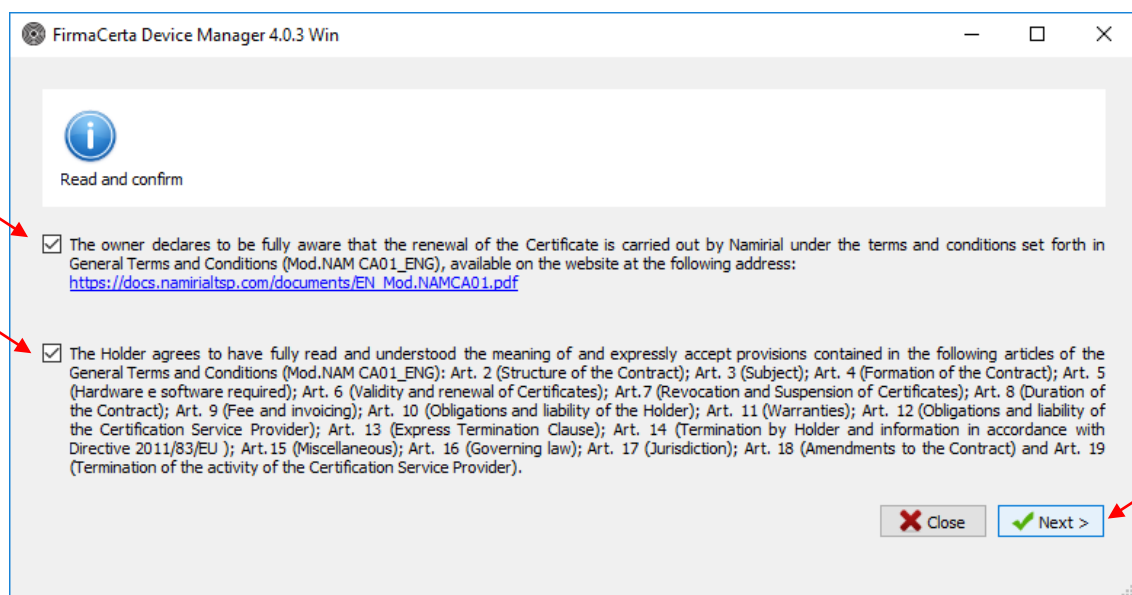 FirmaCerta Device Manager 4.0.3 Win
Read and confirm
The owner declares to be fully aware that the renewal of the Certificate is carried out by Namirial under the terms and conditions set forth in
General Terms and Conditions (Mod.NAM CA01_ENG), available on the website at the following address:
https://docs.namirialtsp.com/documents/EN_Mod.NAMCA01.pdf
The Holder agrees to have fully read and understood the meaning of and expressly accept provisions contained in the following articles of the
General Terms and Conditions (Mod.NAM CA01_ENG): Art. 2 (Structure of the Contract); Art. 3 (Subject); Art. 4 (Formation of the Contract); Art. 5
(Hardware e software required); Art. 6 (Validity and renewal of Certificates); Art.7 (Revocation and Suspension of Certificates); Art. 8 (Duration of
the Contract); Art. 9 (Fee and invoicing); Art. 10 (Obligations and liability of the Holder); Art. 11 (Warranties); Art. 12 (Obligations and liability of
the Certification Service Provider); Art. 13 (Express Termination Clause); Art. 14 (Termination by Holder and information in accordance with
Directive 2011/83/EU ); Art.15 (Miscellaneous); Art. 16 (Governing law); Art. 17 (Jurisdiction); Art. 18 (Amendments to the Contract) and Art. 19
(Termination of the activity of the Certification Service Provider).
Close
Next >